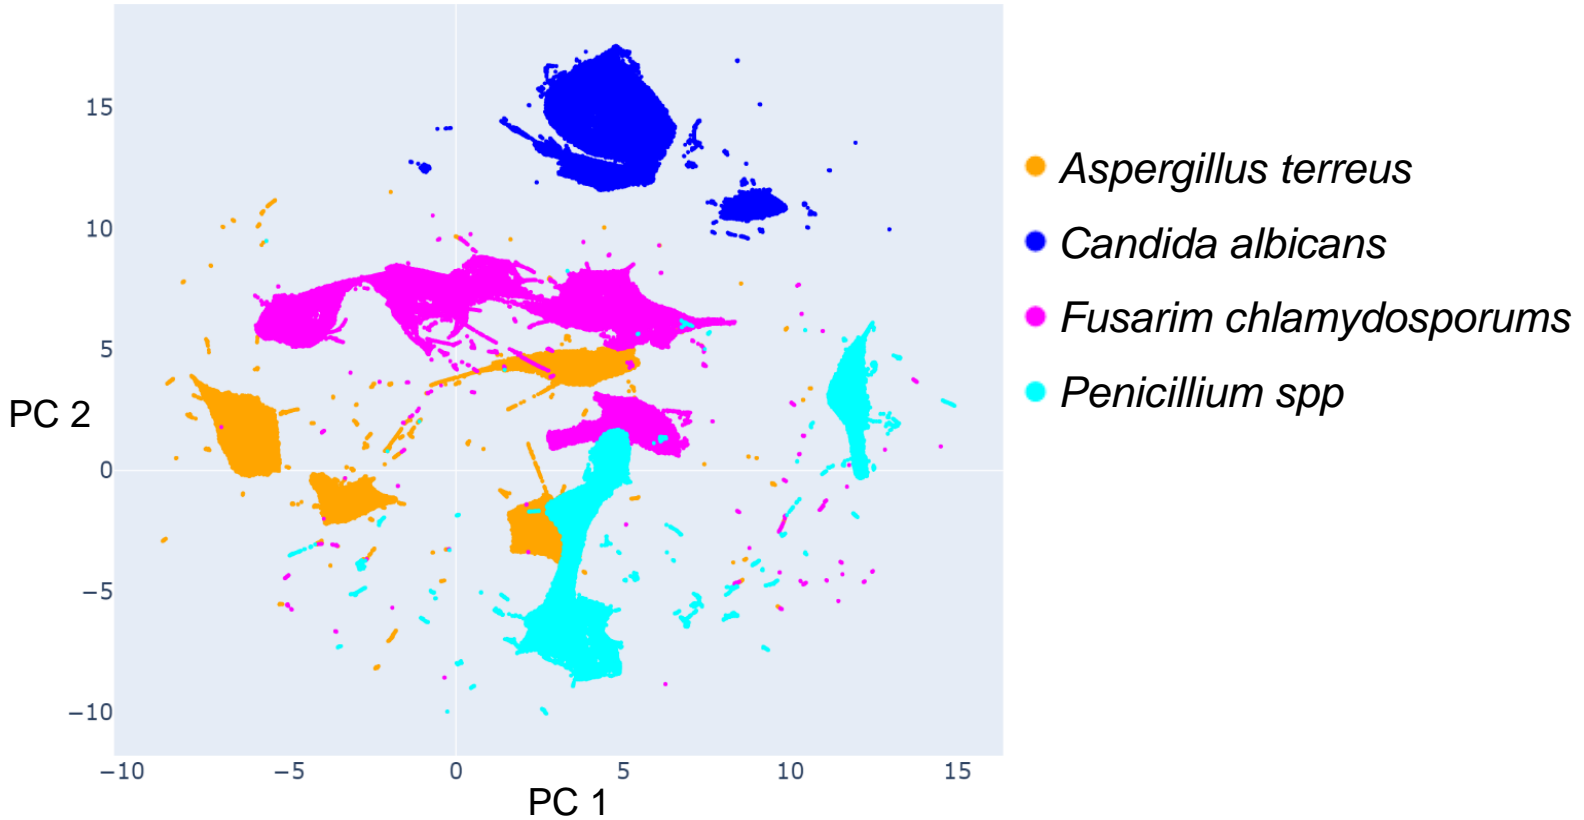 15
10
5
0
−5
−10
PC 2
−10 −5 0 5 10 15
PC 1
Aspergillus terreus
Candida albicans
Fusarim chlamydosporums
Penicillium spp